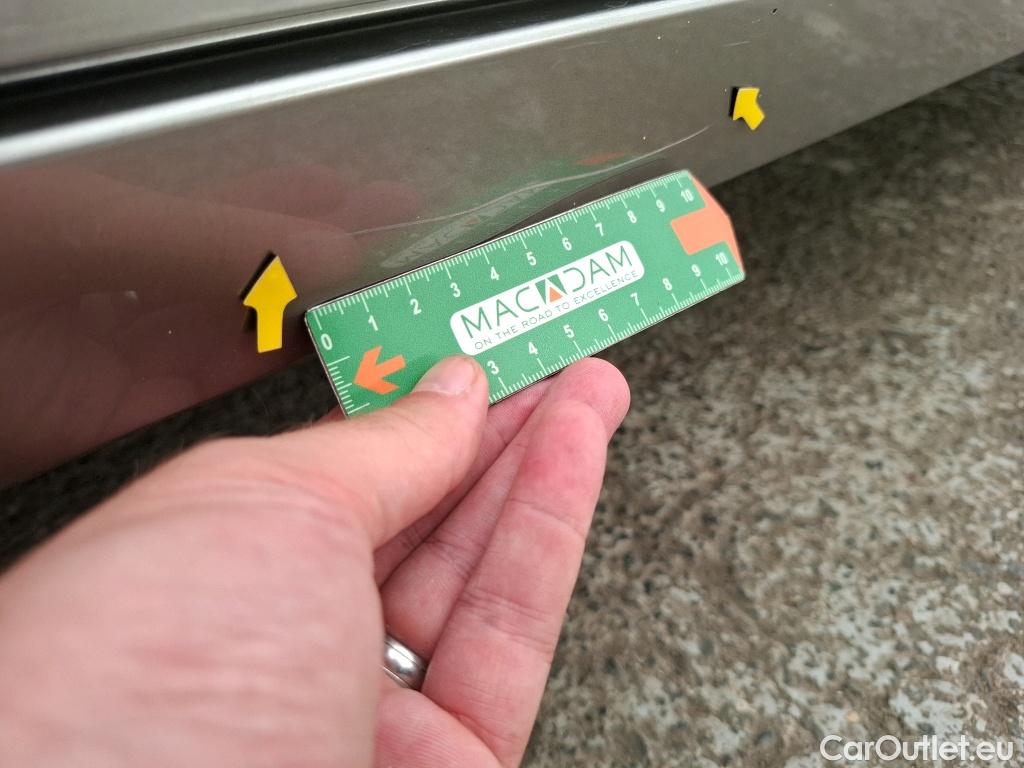 0 1 2 3 4 5 6 7 8 9 10
MACADAM
ON THE ROAD TO EXCELLENCE
3 4 5 6 7 8 9 10
CarOutlet.eu